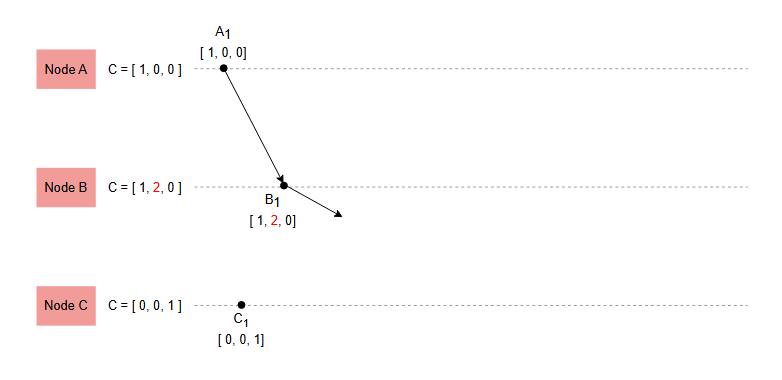 A1
[ 1, 0, 0]
Node A C = [ 1, 0, 0 ]
Node B C = [ 1, 2, 0 ]
B1
[ 1, 2, 0]
Node C C = [ 0, 0, 1 ]
C1
[ 0, 0, 1]